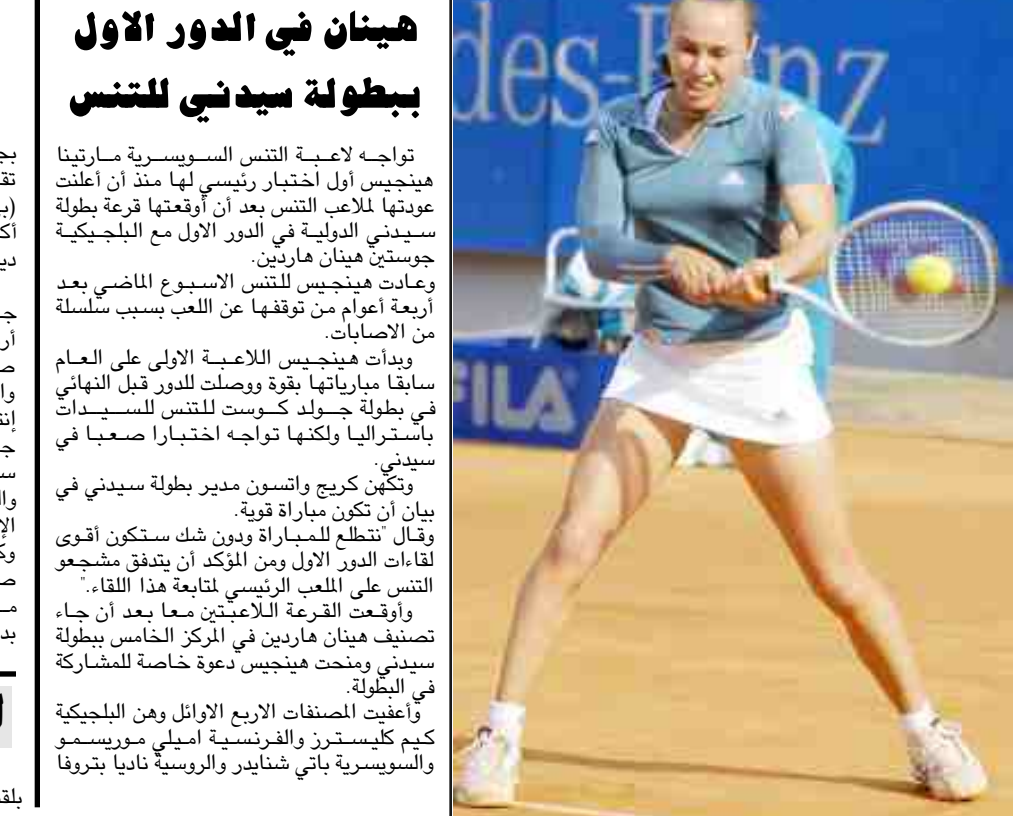 هينان في الدور الاول
ببطولة سيدني للتنس
تواجه لاعبة التنس السويسرية مارتينا
هينجيس أول اختبار رئيسي لها منذ أن أعلنت
عودتها لملاعب التنس بعد أن أوقعتها قرعة بطولة
سيدني الدولية في الدور الاول مع البلجيكية
جوستين هينان هاردين.
وعادت هينجيس للتنس الاسبوع الماضي بعد
أربعة أعوام من توقفها عن اللعب بسبب سلسلة
من الاصابات.
وبدأت هينجيس اللاعبة الاولى على العام
سابقا مبارياتها بقوة ووصلت للدور قبل النهائي
في بطولة جولد كوست للتنس للسيدات
باستراليا ولكنها تواجه اختبارا صعبا في
سيدني.
وتكهن كريج واتسون مدير بطولة سيدني في
بيان أن تكون مباراة قوية.
وقال "نتطلع للمباراة ودون شك ستكون أقوى
لقاءات الدور الاول ومن المؤكد أن يتدفق مشجعو
التنس على الملعب الرئيسي لمتابعة هذا اللقاء."
وأوقعت القرعة اللاعبتين معا بعد أن جاء
تصنيف هينان هاردين في المركز الخامس ببطولة
سيدني ومنحت هينجيس دعوة خاصة للمشاركة
في البطولة.
وأعفيت المصنفات الاربع الاوائل وهن البلجيكية
كيم كليسترز والفرنسية اميلي موريسمو
والسويسرية باتي شنايدر والروسية ناديا بتروفا
des-Benz
FILA